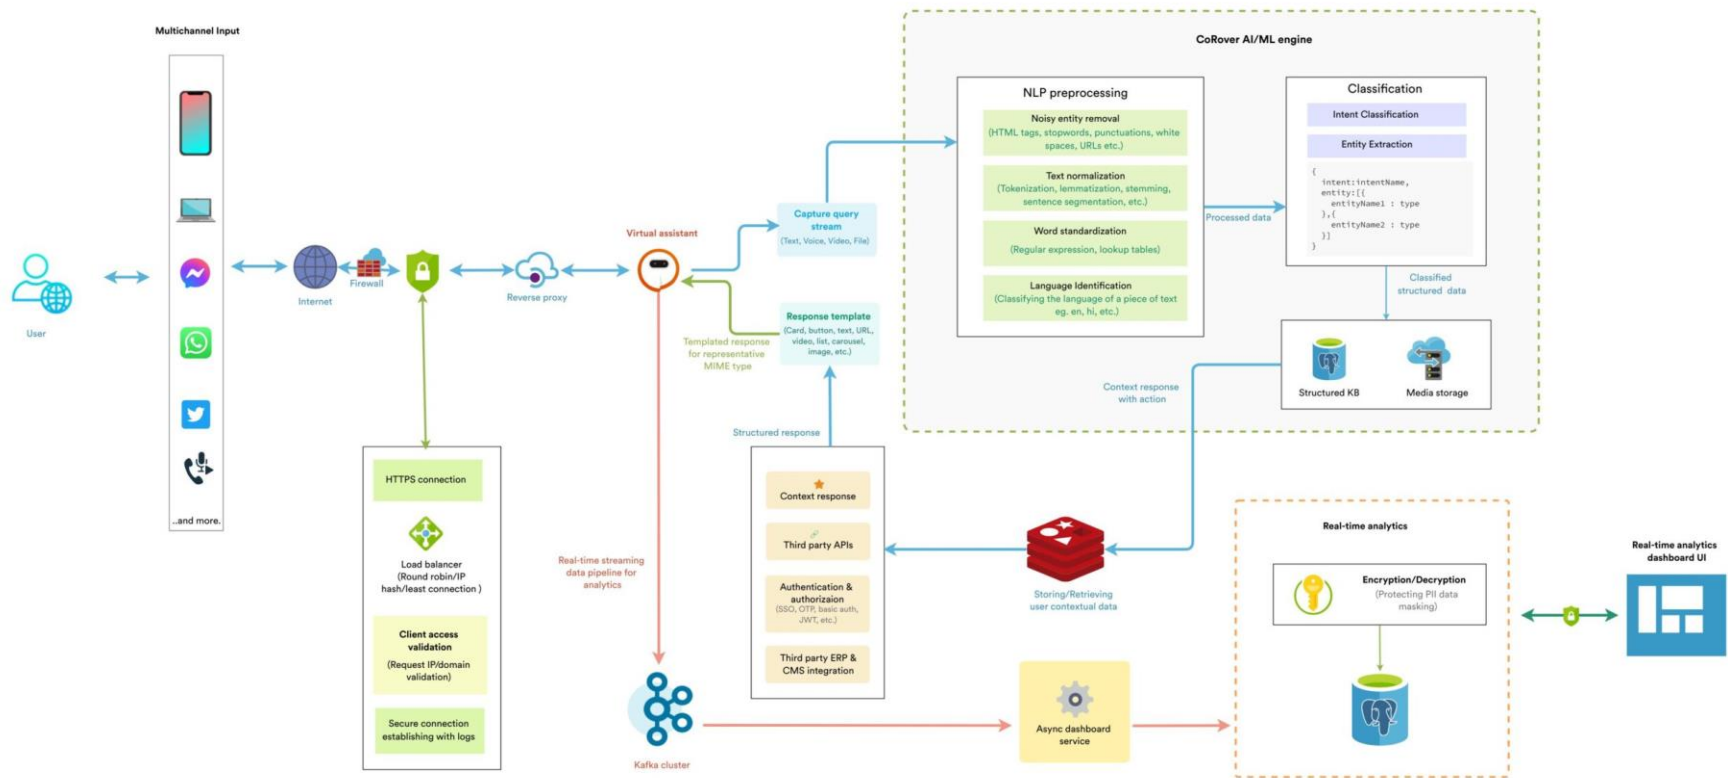 Multichannel Input
..and more.
User
Internet
Firewall
HTTPS connection
Load balancer
(Round robin/IP
hash/least connection )
Client access
validation
(Request IP/domain
validation)
Secure connection
establishing with logs
Reverse proxy
Virtual assistant
Capture query
stream
(Text, Voice, Video, File)
Response template
(Card, button, text, URL,
video, list, carousel,
image, etc.)
Templated response
for representative
MIME type
Structured response
CoRover AI/ML engine
NLP preprocessing
Noisy entity removal
(HTML tags, stopwords, punctuations, white
spaces, URLs etc.)
Text normalization
(Tokenization, lemmatization, stemming,
sentence segmentation, etc.)
Word standardization
(Regular expression, lookup tables)
Language Identification
(Classifying the language of a piece of text
eg. en, hi, etc.)
Processed data
Classification
Intent Classification
Entity Extraction
{
intent:intentName,
entity:[{
entityName1 : type
},{
entityName2 : type
}]
}
Classified
structured data
Structured KB
Media storage
Context response
with action
Storing/Retrieving
user contextual data
Context response
Third party APIs
Authentication &
authorizaion
(SSO, OTP, basic auth,
JWT, etc.)
Third party ERP &
CMS integration
Real-time streaming
data pipeline for
analytics
Kafka cluster
Async dashboard
service
Real-time analytics
Encryption/Decryption
(Protecting PII data
masking)
Real-time analytics
dashboard UI